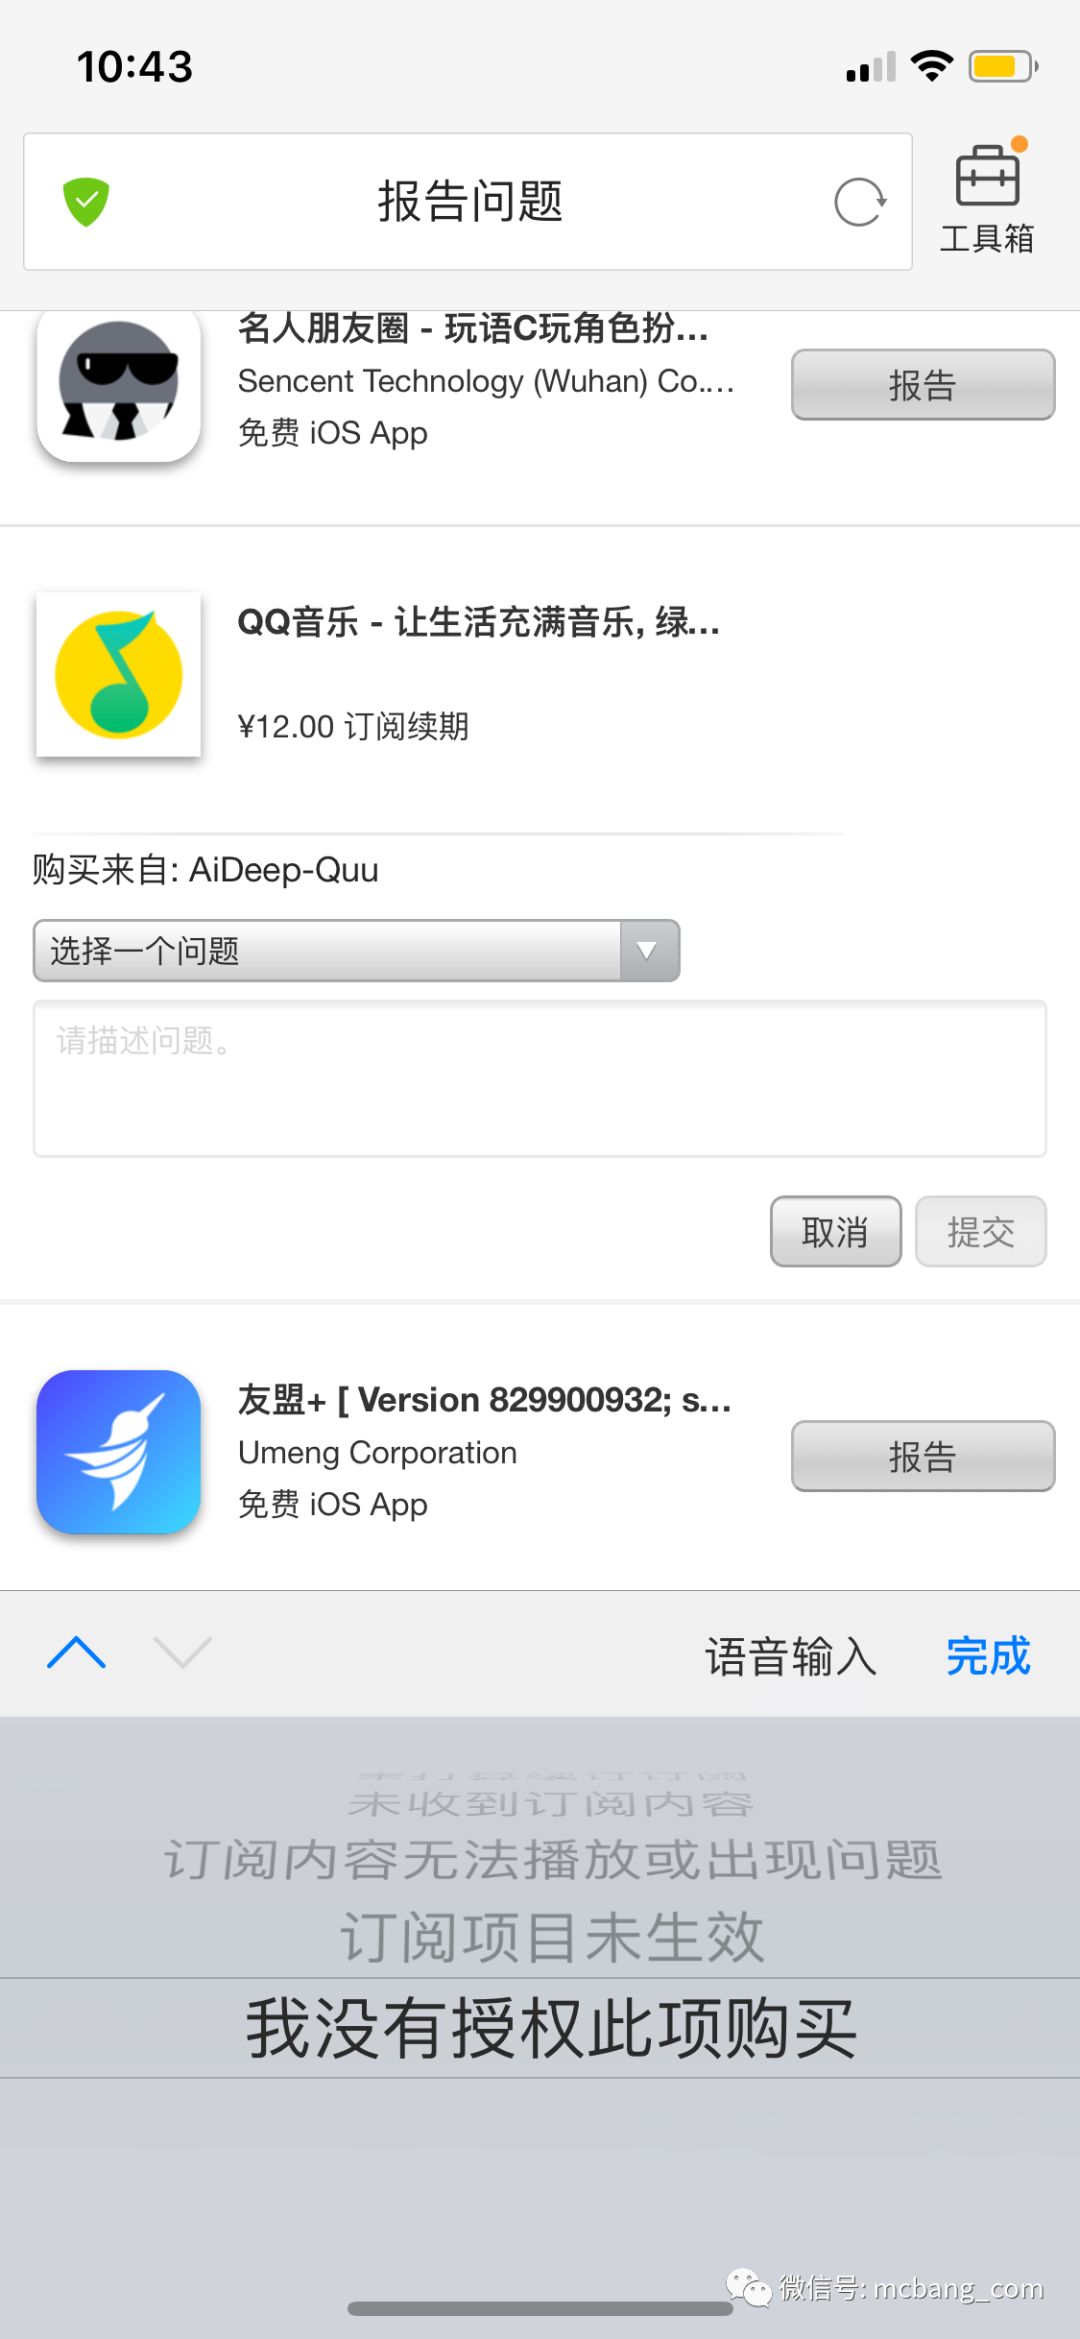 10:43
报告问题
工具箱
名人朋友圈 - 玩语C玩角色扮...
Sencent Technology (Wuhan) Co....
报告
免费 iOS App
QQ音乐 - 让生活充满音乐, 绿...
¥12.00 订阅续期
购买来自: AiDeep-Quu
选择一个问题
请描述问题。
取消
提交
友盟+ [ Version 829900932; s...
Umeng Corporation
报告
免费 iOS App
语音输入
完成
未收到订阅内容
订阅内容无法播放或出现问题
订阅项目未生效
我没有授权此项购买
微信号: mcbang_com